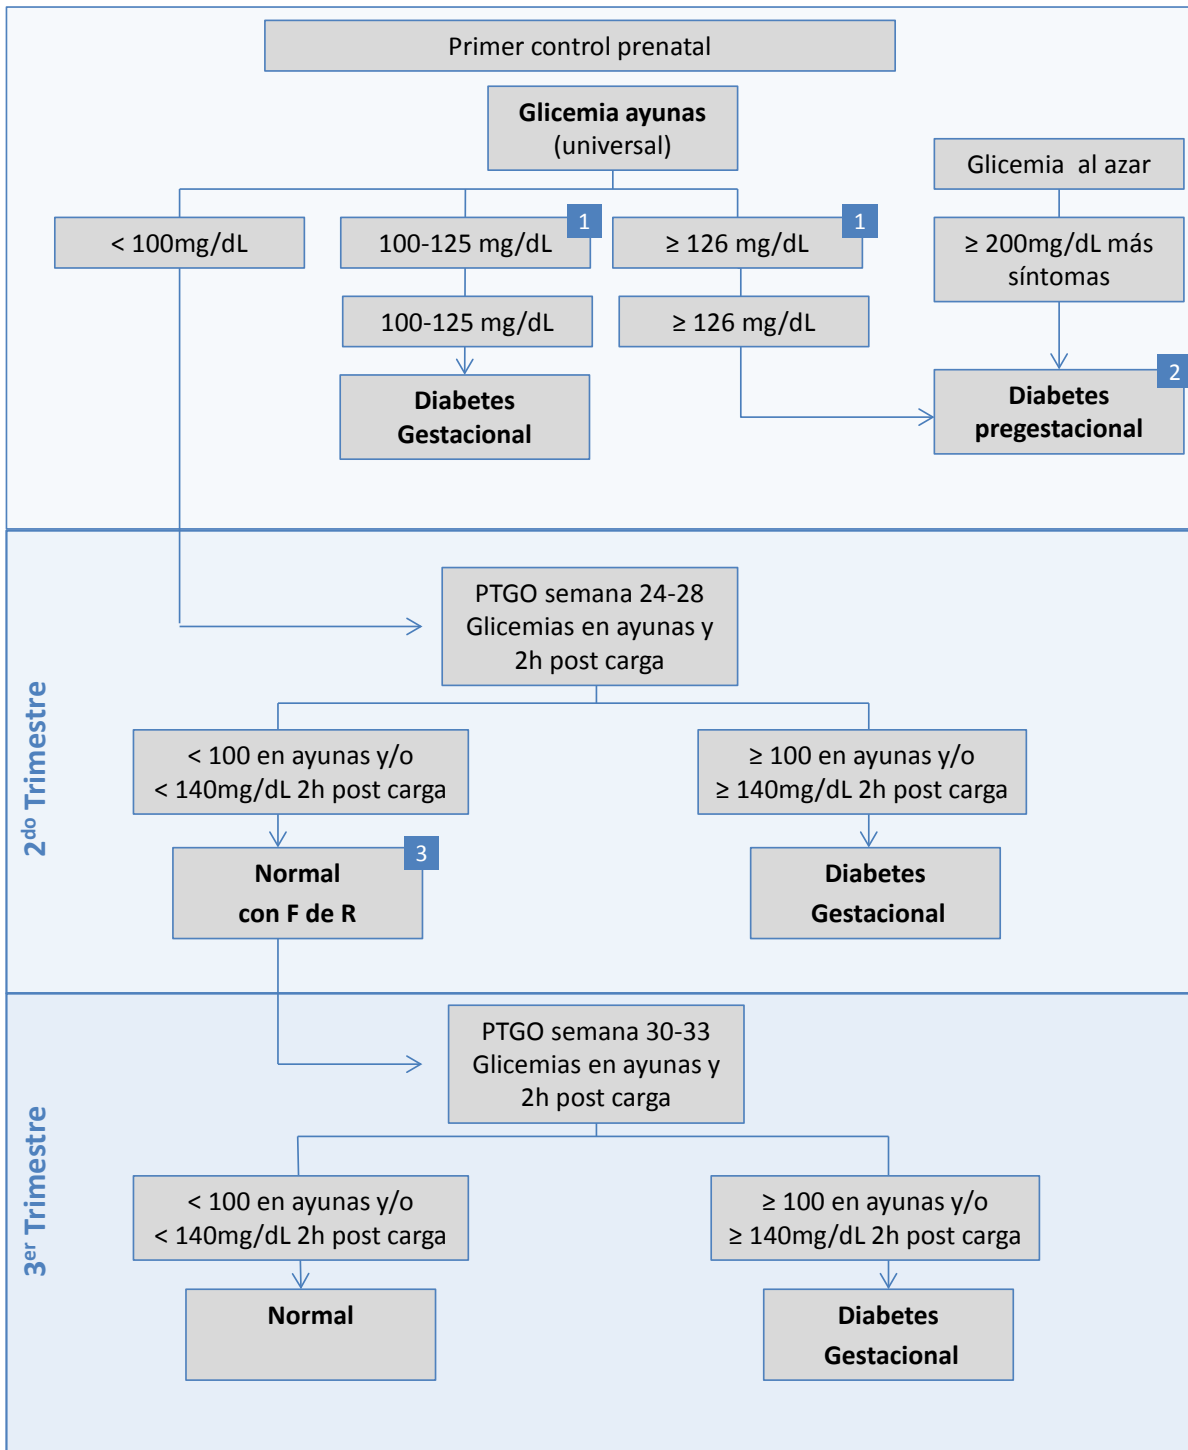 Primer control prenatal
Glicemia ayunas
(universal)
Glicemia al azar
< 100mg/dL
100-125 mg/dL
1
≥ 126 mg/dL
1
≥ 200mg/dL más
síntomas
100-125 mg/dL
≥ 126 mg/dL
Diabetes
Gestacional
Diabetes
pregestacional
2
2do Trimestre
PTGO semana 24-28
Glicemias en ayunas y
2h post carga
< 100 en ayunas y/o
< 140mg/dL 2h post carga
≥ 100 en ayunas y/o
≥ 140mg/dL 2h post carga
Normal
con F de R
3
Diabetes
Gestacional
3er Trimestre
PTGO semana 30-33
Glicemias en ayunas y
2h post carga
< 100 en ayunas y/o
< 140mg/dL 2h post carga
≥ 100 en ayunas y/o
≥ 140mg/dL 2h post carga
Normal
Diabetes
Gestacional